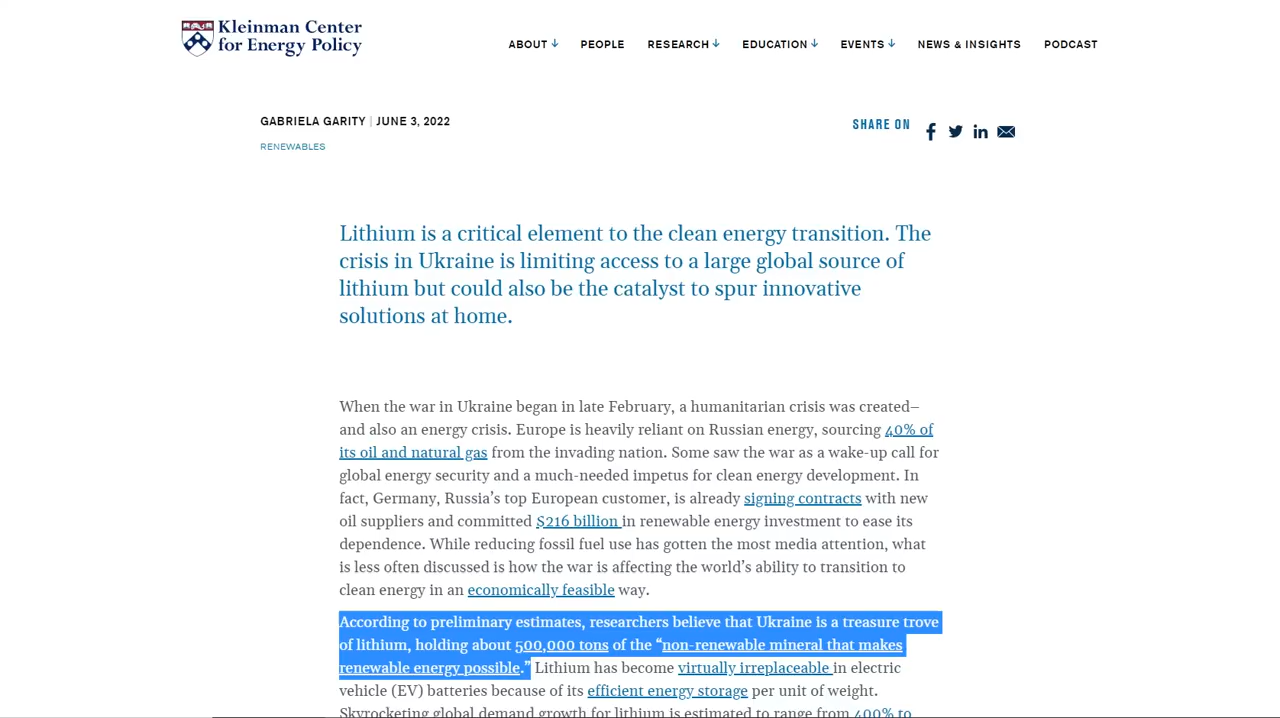 Kleinman Center
for Energy Policy
ABOUT PEOPLE RESEARCH EDUCATION EVENTS NEWS & INSIGHTS PODCAST
GABRIELA GARITY | JUNE 3, 2022
SHARE ON
RENEWABLES
Lithium is a critical element to the clean energy transition. The
crisis in Ukraine is limiting access to a large global source of
lithium but could also be the catalyst to spur innovative
solutions at home.
When the war in Ukraine began in late February, a humanitarian crisis was created—
and also an energy crisis. Europe is heavily reliant on Russian energy, sourcing 40% of
its oil and natural gas from the invading nation. Some saw the war as a wake-up call for
global energy security and a much-needed impetus for clean energy development. In
fact, Germany, Russia’s top European customer, is already signing contracts with new
oil suppliers and committed $216 billion in renewable energy investment to ease its
dependence. While reducing fossil fuel use has gotten the most media attention, what
is less often discussed is how the war is affecting the world’s ability to transition to
clean energy in an economically feasible way.
According to preliminary estimates, researchers believe that Ukraine is a treasure trove
of lithium, holding about 500,000 tons of the “non-renewable mineral that makes
renewable energy possible.” Lithium has become virtually irreplaceable in electric
vehicle (EV) batteries because of its efficient energy storage per unit of weight.
Skyrocketing global demand growth for lithium is estimated to range from 400% to